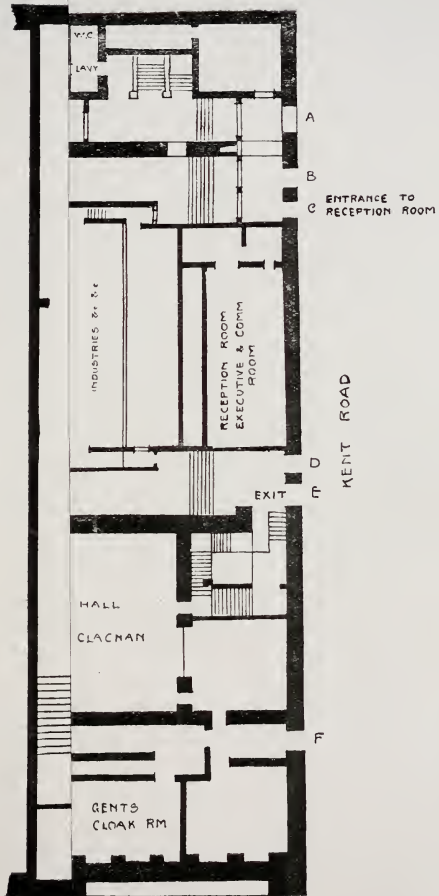 W.C.
LAVY
A
B
C ENTRANCE TO
RECEPTION ROOM
INDUSTRIES &c &c
RECEPTION ROOM
EXECUTIVE & COMM
ROOM
KENT ROAD
D
EXIT E
HALL
CLACHAN
F
GENTS
CLOAK RM